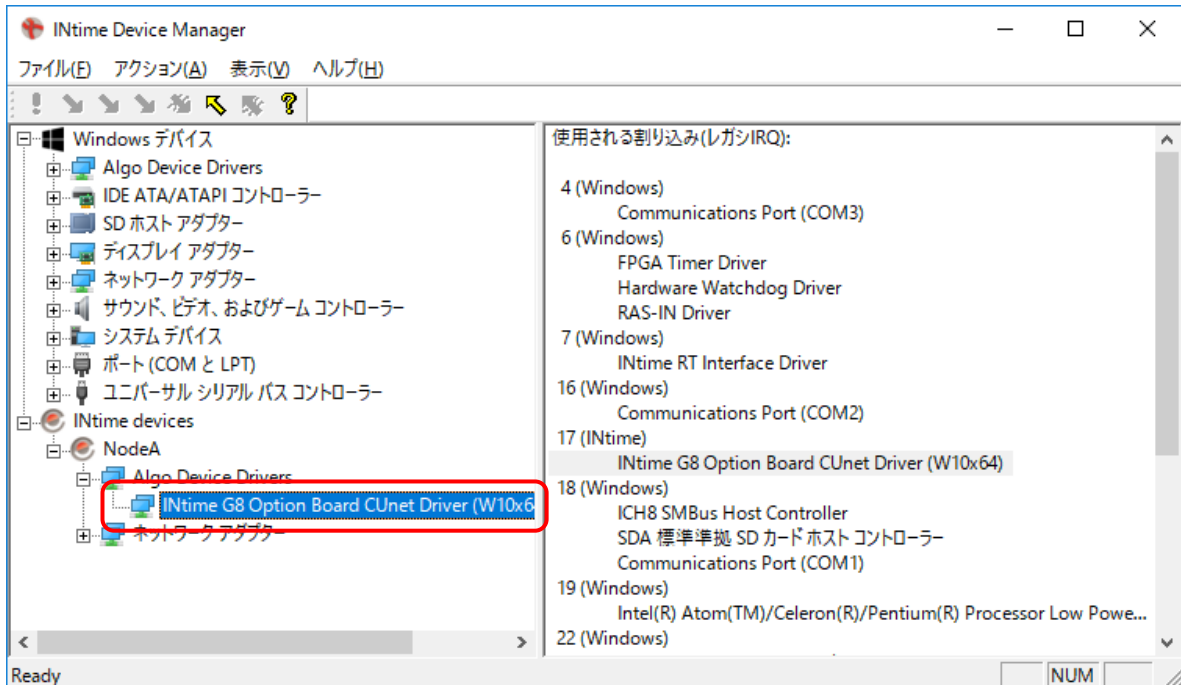 INtime Device Manager
ファイル(F) アクション(A) 表示(V) ヘルプ(H)
Windows デバイス
Algo Device Drivers
IDE ATA/ATAPI コントローラー
SD ホスト アダプター
ディスプレイ アダプター
ネットワーク アダプター
サウンド、ビデオ、およびゲーム コントローラー
システム デバイス
ポート (COM と LPT)
ユニバーサル シリアル バス コントローラー
INtime devices
NodeA
Algo Device Drivers
INtime G8 Option Board CUnet Driver (W10x6
ネットワーク アダプター
使用される割り込み(レガシIRQ):
4 (Windows)
Communications Port (COM3)
6 (Windows)
FPGA Timer Driver
Hardware Watchdog Driver
RAS-IN Driver
7 (Windows)
INtime RT Interface Driver
16 (Windows)
Communications Port (COM2)
17 (INtime)
INtime G8 Option Board CUnet Driver (W10x64)
18 (Windows)
ICH8 SMBus Host Controller
SDA 標準準拠 SD カード ホスト コントローラー
Communications Port (COM1)
19 (Windows)
Intel(R) Atom(TM)/Celeron(R)/Pentium(R) Processor Low Powe...
22 (Windows)
Ready
NUM